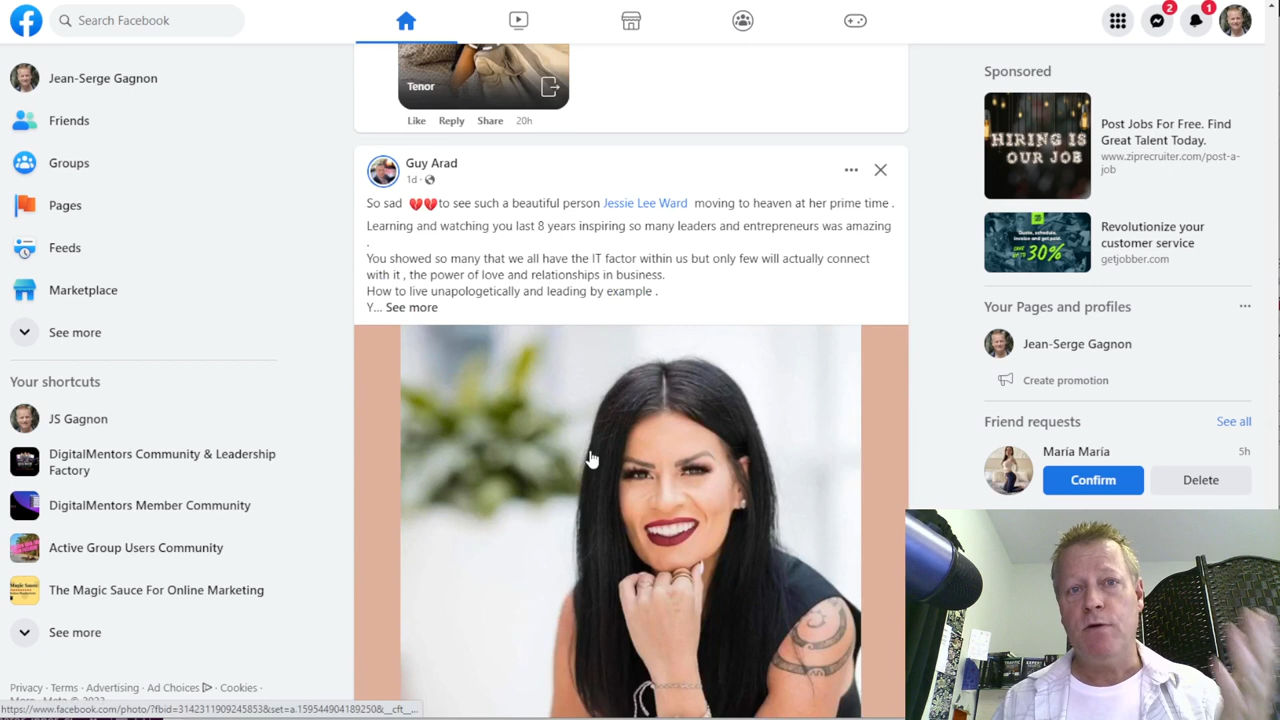 Search Facebook
2
1
Jean-Serge Gagnon
Friends
Groups
Pages
Feeds
Marketplace
See more
Your shortcuts
JS Gagnon
DigitalMentors Community & Leadership
Factory
DigitalMentors Member Community
Active Group Users Community
The Magic Sauce For Online Marketing
See more
Privacy · Terms · Advertising · Ad Choices · Cookies ·
https://www.facebook.com/photo/?fbid=3142311909245853&set=a.1595449041892508&__cft__...
Tenor
Like Reply Share 20h
Guy Arad
1d ·
So sad 💔💔to see such a beautiful person Jessie Lee Ward moving to heaven at her prime time .
Learning and watching you last 8 years inspiring so many leaders and entrepreneurs was amazing
.
You showed so many that we all have the IT factor within us but only few will actually connect
with it , the power of love and relationships in business.
How to live unapologetically and leading by example .
Y... See more
Sponsored
HIRING IS
OUR JOB
Post Jobs For Free. Find
Great Talent Today.
www.ziprecruiter.com/post-a-
job
30%
Revolutionize your
customer service
getjobber.com
Your Pages and profiles
Jean-Serge Gagnon
Create promotion
Friend requests
See all
María María
5h
Confirm
Delete